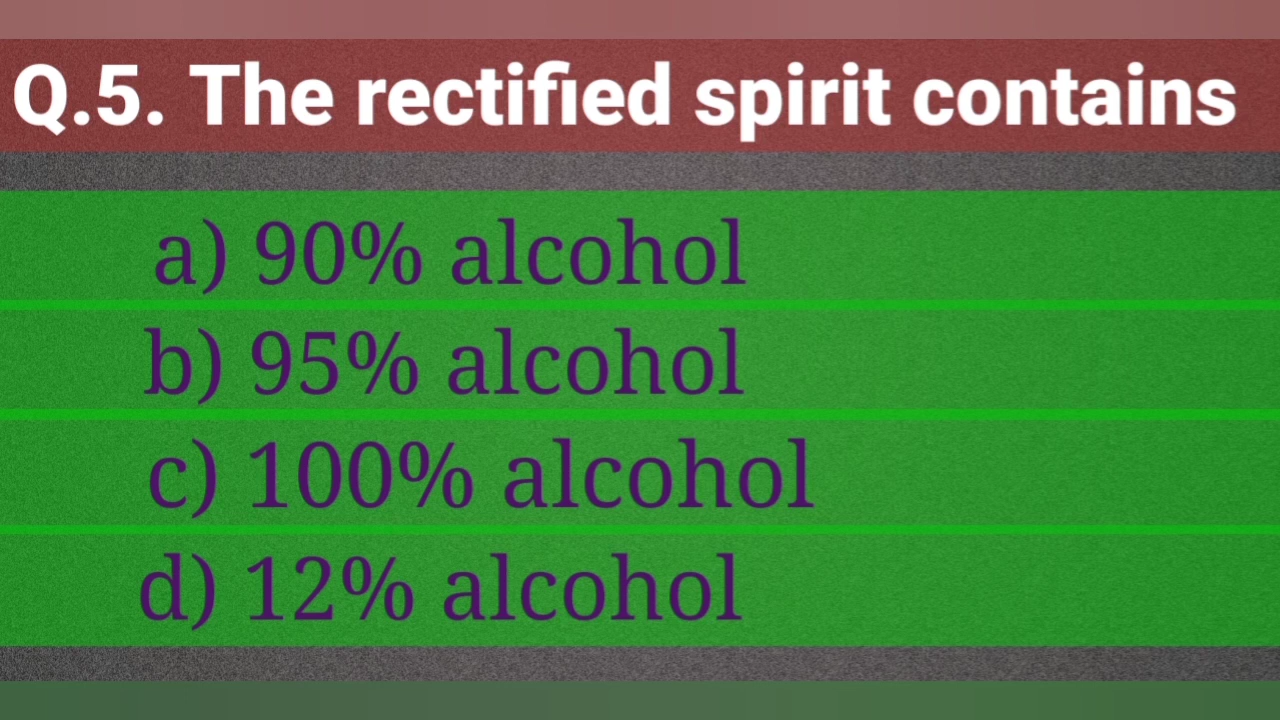 Q.5. The rectified spirit contains
a) 90% alcohol
b) 95% alcohol
c) 100% alcohol
d) 12% alcohol